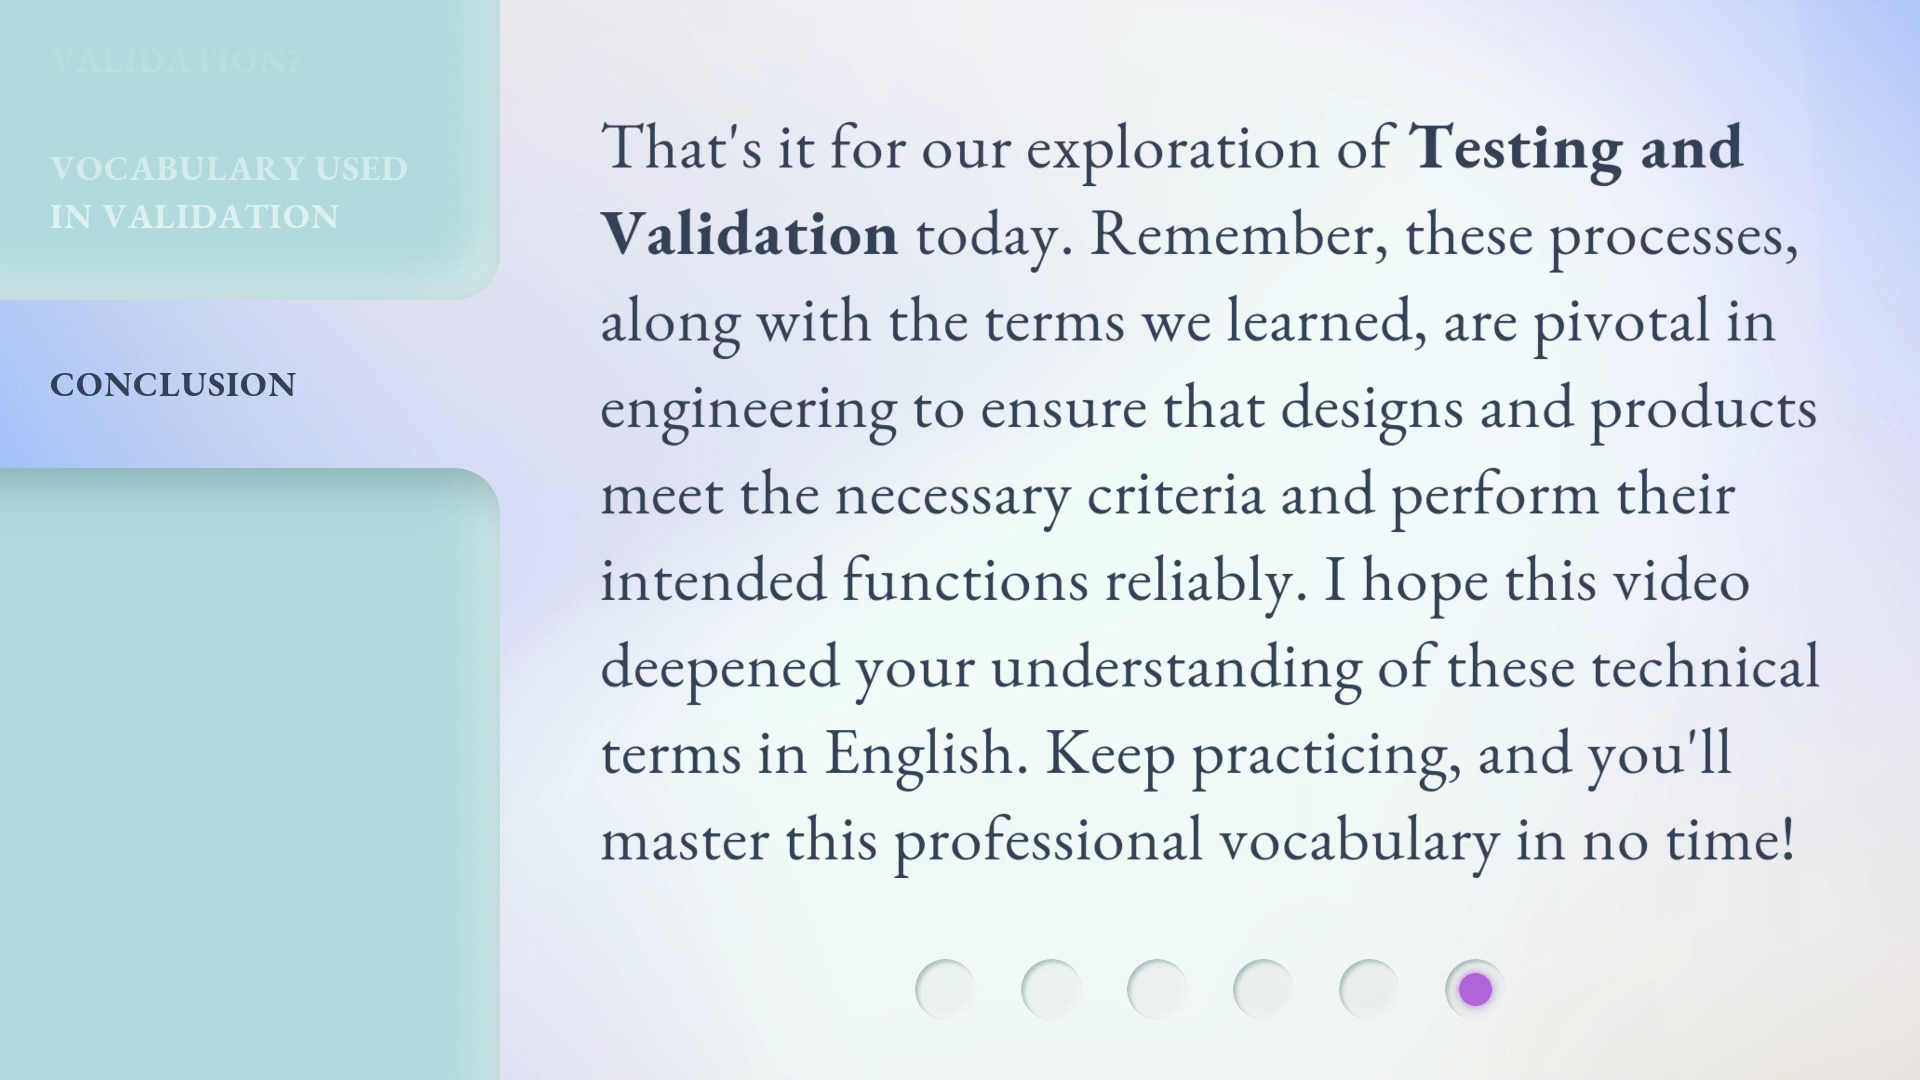 VALIDATION?
VOCABULARY USED
IN VALIDATION
CONCLUSION
That's it for our exploration of Testing and
Validation today. Remember, these processes,
along with the terms we learned, are pivotal in
engineering to ensure that designs and products
meet the necessary criteria and perform their
intended functions reliably. I hope this video
deepened your understanding of these technical
terms in English. Keep practicing, and you'll
master this professional vocabulary in no time!